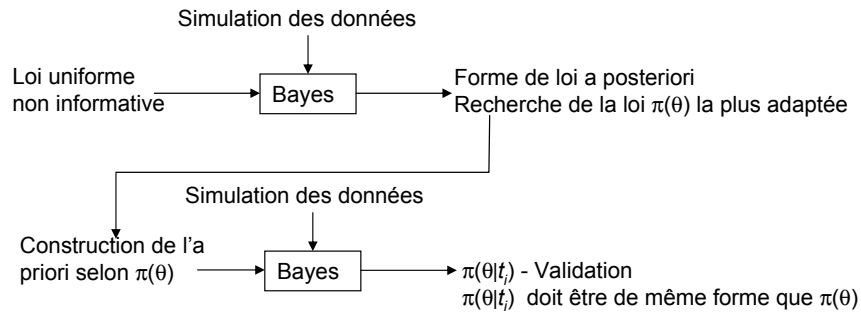 Simulation des données
Loi uniforme
non informative
Bayes
Forme de loi a posteriori
Recherche de la loi π(θ) la plus adaptée
Simulation des données
Construction de l'a
priori selon π(θ)
Bayes
π(θ|tᵢ) - Validation
π(θ|tᵢ) doit être de même forme que π(θ)